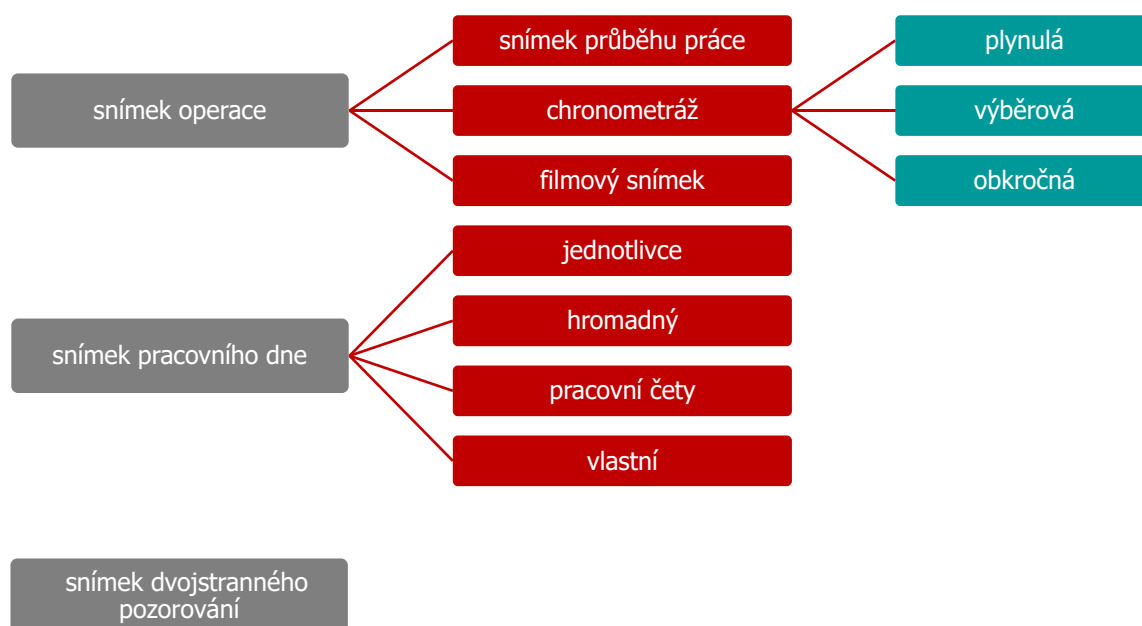 snímek operace
snímek průběhu práce
chronometráž
filmový snímek
plynulá
výběrová
obkročná
snímek pracovního dne
jednotlivce
hromadný
pracovní čety
vlastní
snímek dvojstranného
pozorování